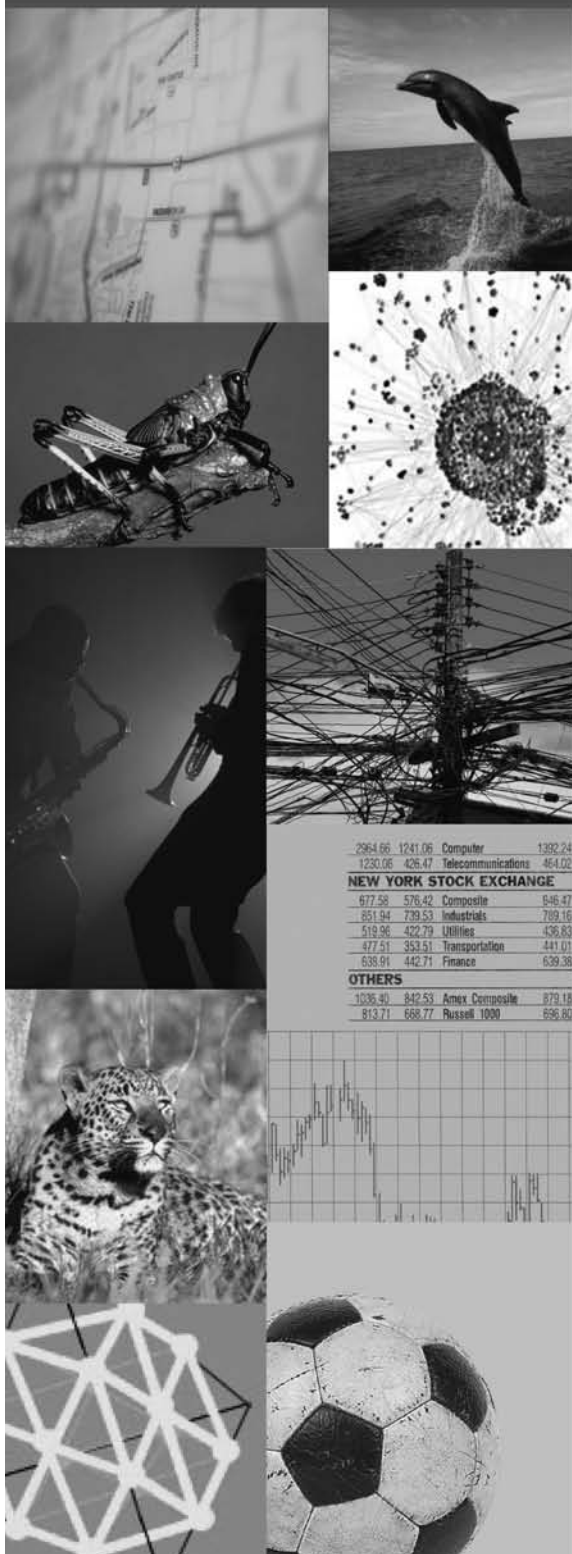 2964.66 1241.06 Computer 1392.24
1230.06 426.47 Telecommunications 464.02
NEW YORK STOCK EXCHANGE
677.58 576.42 Composite 646.47
851.94 739.53 Industrials 789.16
519.96 422.79 Utilities 436.83
477.51 353.51 Transportation 441.01
638.91 442.71 Finance 639.38
OTHERS
1036.40 842.53 Amex Composite 879.18
813.71 668.77 Russell 1000 696.80